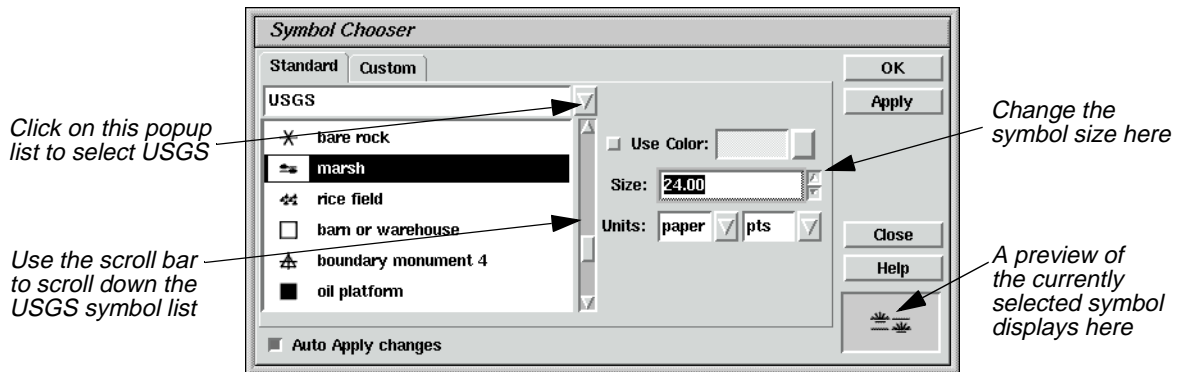 Symbol Chooser
Standard Custom
OK
USGS
Apply
Click on this popup
list to select USGS
Change the
symbol size here
bare rock
Use Color:
marsh
Size: 24.00
rice field
Units: paper pts
barn or warehouse
Close
boundary monument 4
Help
oil platform
Use the scroll bar
to scroll down the
USGS symbol list
A preview of
the currently
selected symbol
displays here
Auto Apply changes